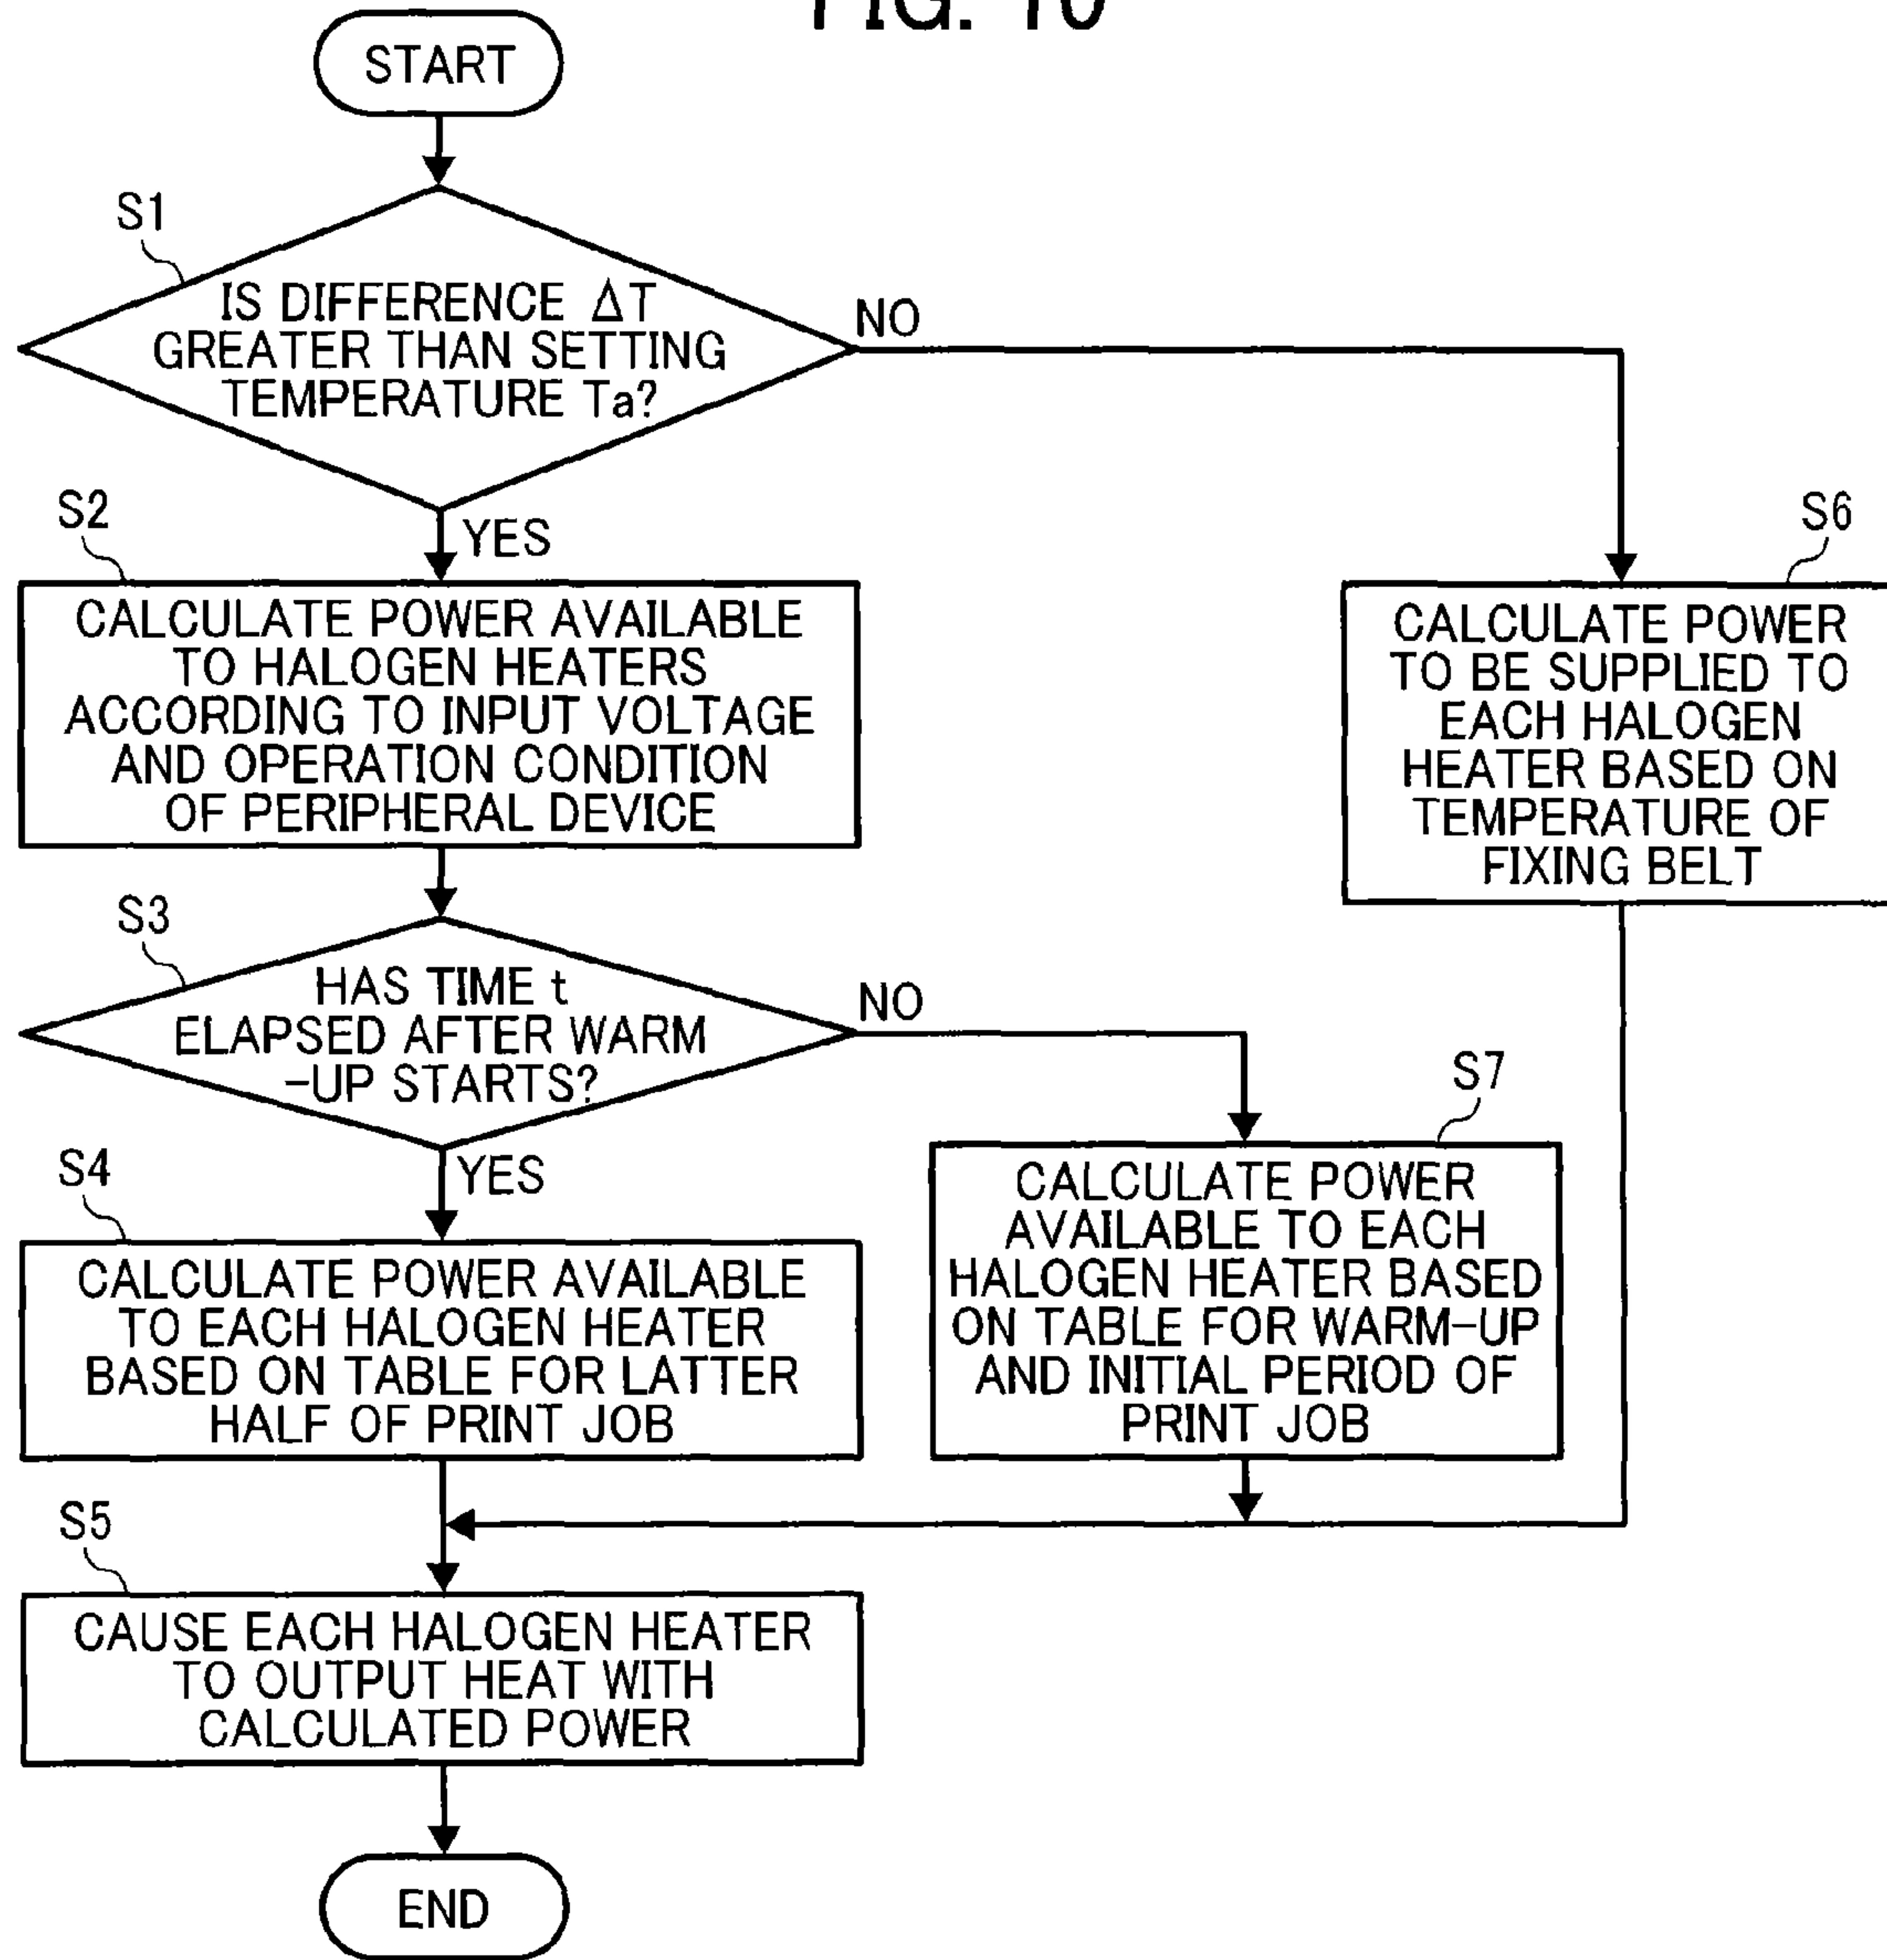 FIG. 10
START
S1
IS DIFFERENCE ΔT
GREATER THAN SETTING
TEMPERATURE Ta?
NO
YES
S2
CALCULATE POWER AVAILABLE
TO HALOGEN HEATERS
ACCORDING TO INPUT VOLTAGE
AND OPERATION CONDITION
OF PERIPHERAL DEVICE
S6
CALCULATE POWER
TO BE SUPPLIED TO
EACH HALOGEN
HEATER BASED ON
TEMPERATURE OF
FIXING BELT
S3
HAS TIME t
ELAPSED AFTER WARM
-UP STARTS?
NO
YES
S7
CALCULATE POWER
AVAILABLE TO EACH
HALOGEN HEATER BASED
ON TABLE FOR WARM-UP
AND INITIAL PERIOD OF
PRINT JOB
S4
CALCULATE POWER AVAILABLE
TO EACH HALOGEN HEATER
BASED ON TABLE FOR LATTER
HALF OF PRINT JOB
S5
CAUSE EACH HALOGEN HEATER
TO OUTPUT HEAT WITH
CALCULATED POWER
END